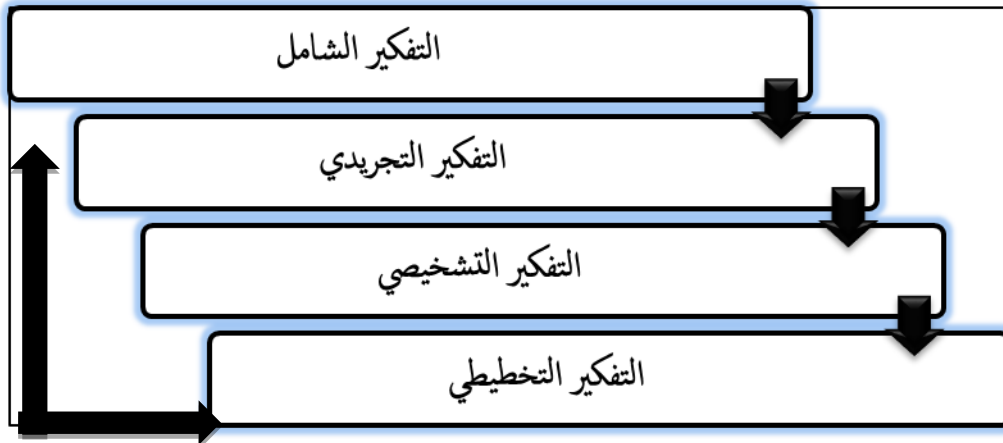 التفكير الشامل
التفكير التجريدي
التفكير التشخيصي
التفكير التخطيطي